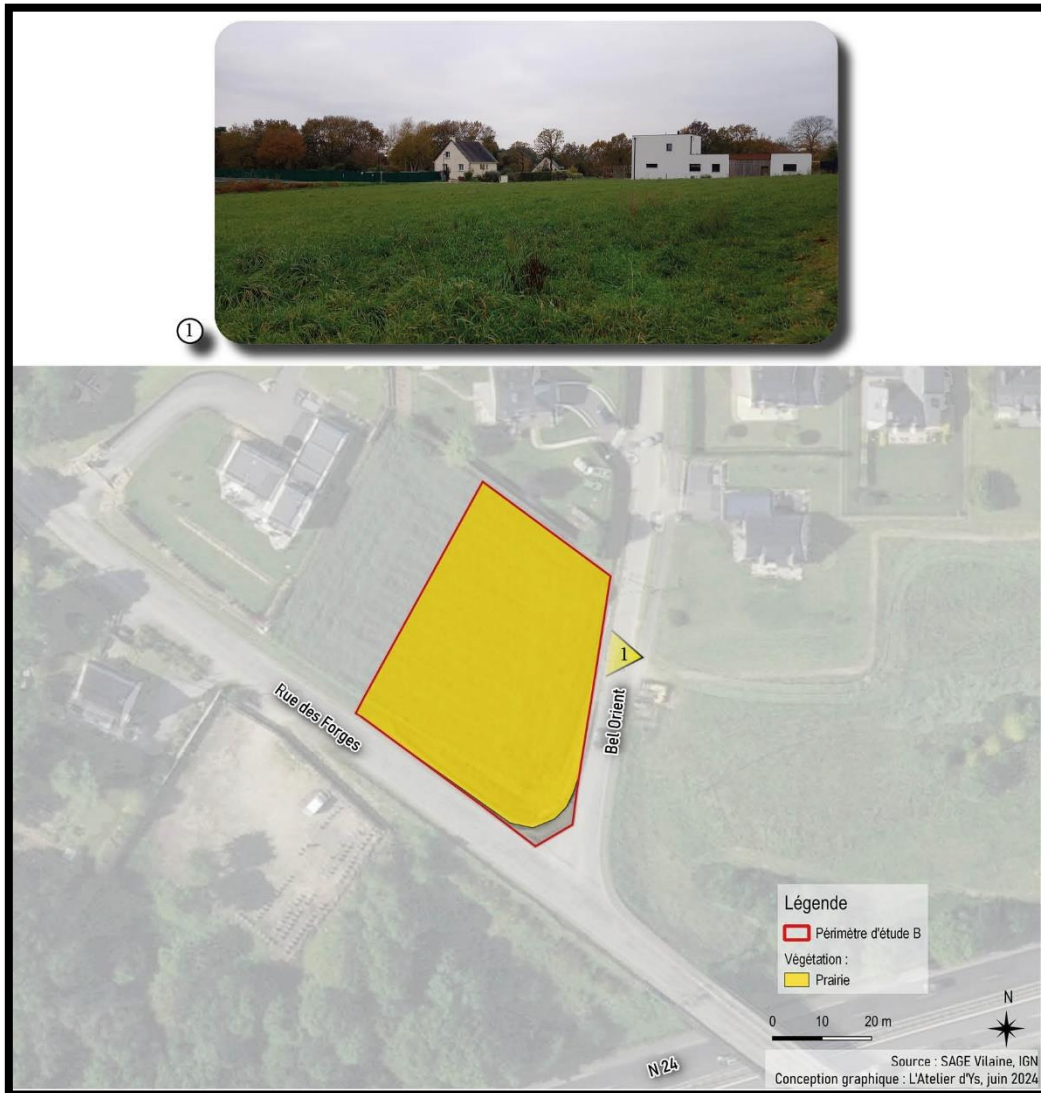 1
1
Rue des Forges
Bel Orient
N 24
Légende
Périmètre d'étude B
Végétation :
Prairie
N
0 10 20 m
Source : SAGE Vilaine, IGN
Conception graphique : L'Atelier d'Ys, juin 2024